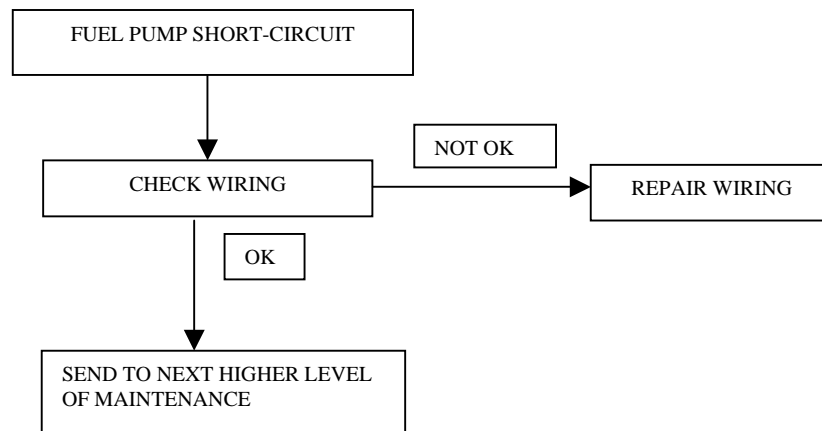 FUEL PUMP SHORT-CIRCUIT
NOT OK
CHECK WIRING
REPAIR WIRING
OK
SEND TO NEXT HIGHER LEVEL
OF MAINTENANCE